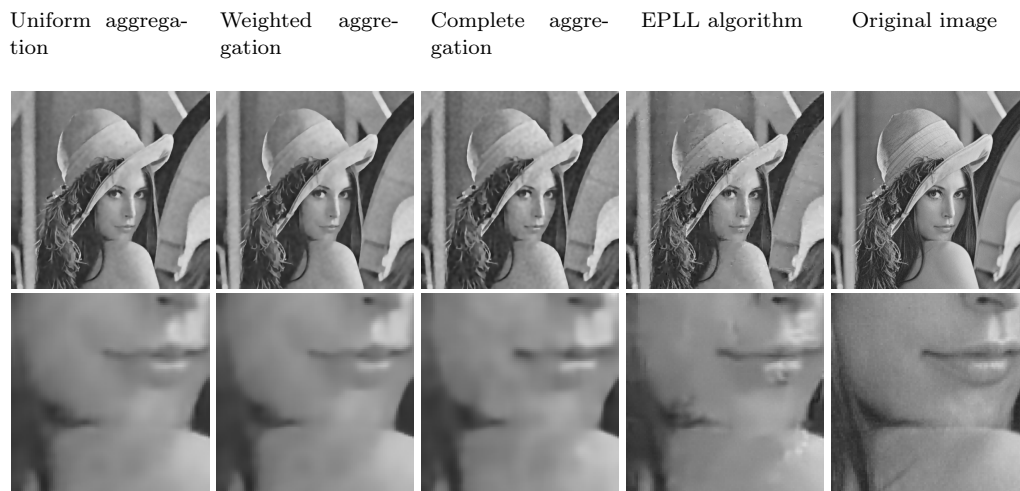 Uniform aggrega-
tion
Weighted aggre-
gation
Complete aggre-
gation
EPLL algorithm
Original image